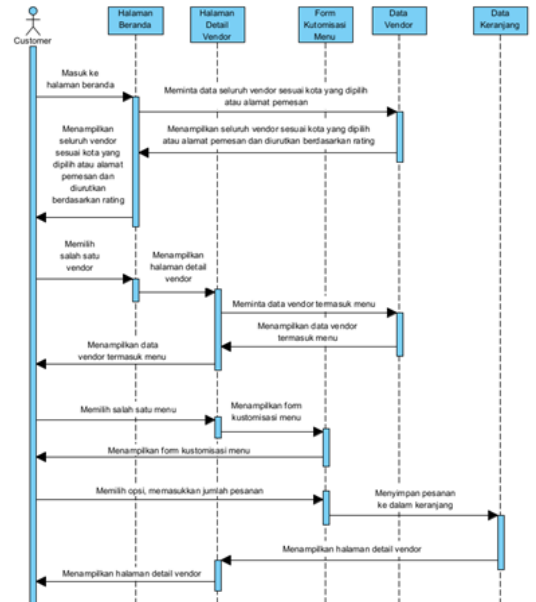 Halaman
Beranda
Halaman
Detail
Vendor
Form
Kutomisasi
Menu
Data
Vendor
Data
Keranjang
Customer
Masuk ke
halaman beranda
Meminta data seluruh vendor sesuai kota yang dipilih
atau alamat pemesan
Menampilkan seluruh vendor sesuai kota yang dipilih
atau alamat pemesan dan diurutkan berdasarkan rating
Menampilkan
seluruh vendor
sesuai kota yang
dipilih atau alamat
pemesan dan
diurutkan
berdasarkan rating
Memilih
salah satu
vendor
Menampilkan
halaman detail
vendor
Meminta data vendor termasuk menu
Menampilkan data vendor
termasuk menu
Menampilkan data
vendor termasuk menu
Memilih salah satu menu
Menampilkan form
kustomisasi menu
Menampilkan form kustomisasi menu
Memilih opsi, memasukkan jumlah pesanan
Menyimpan pesanan
ke dalam keranjang
Menampilkan halaman detail vendor
Menampilkan halaman detail vendor